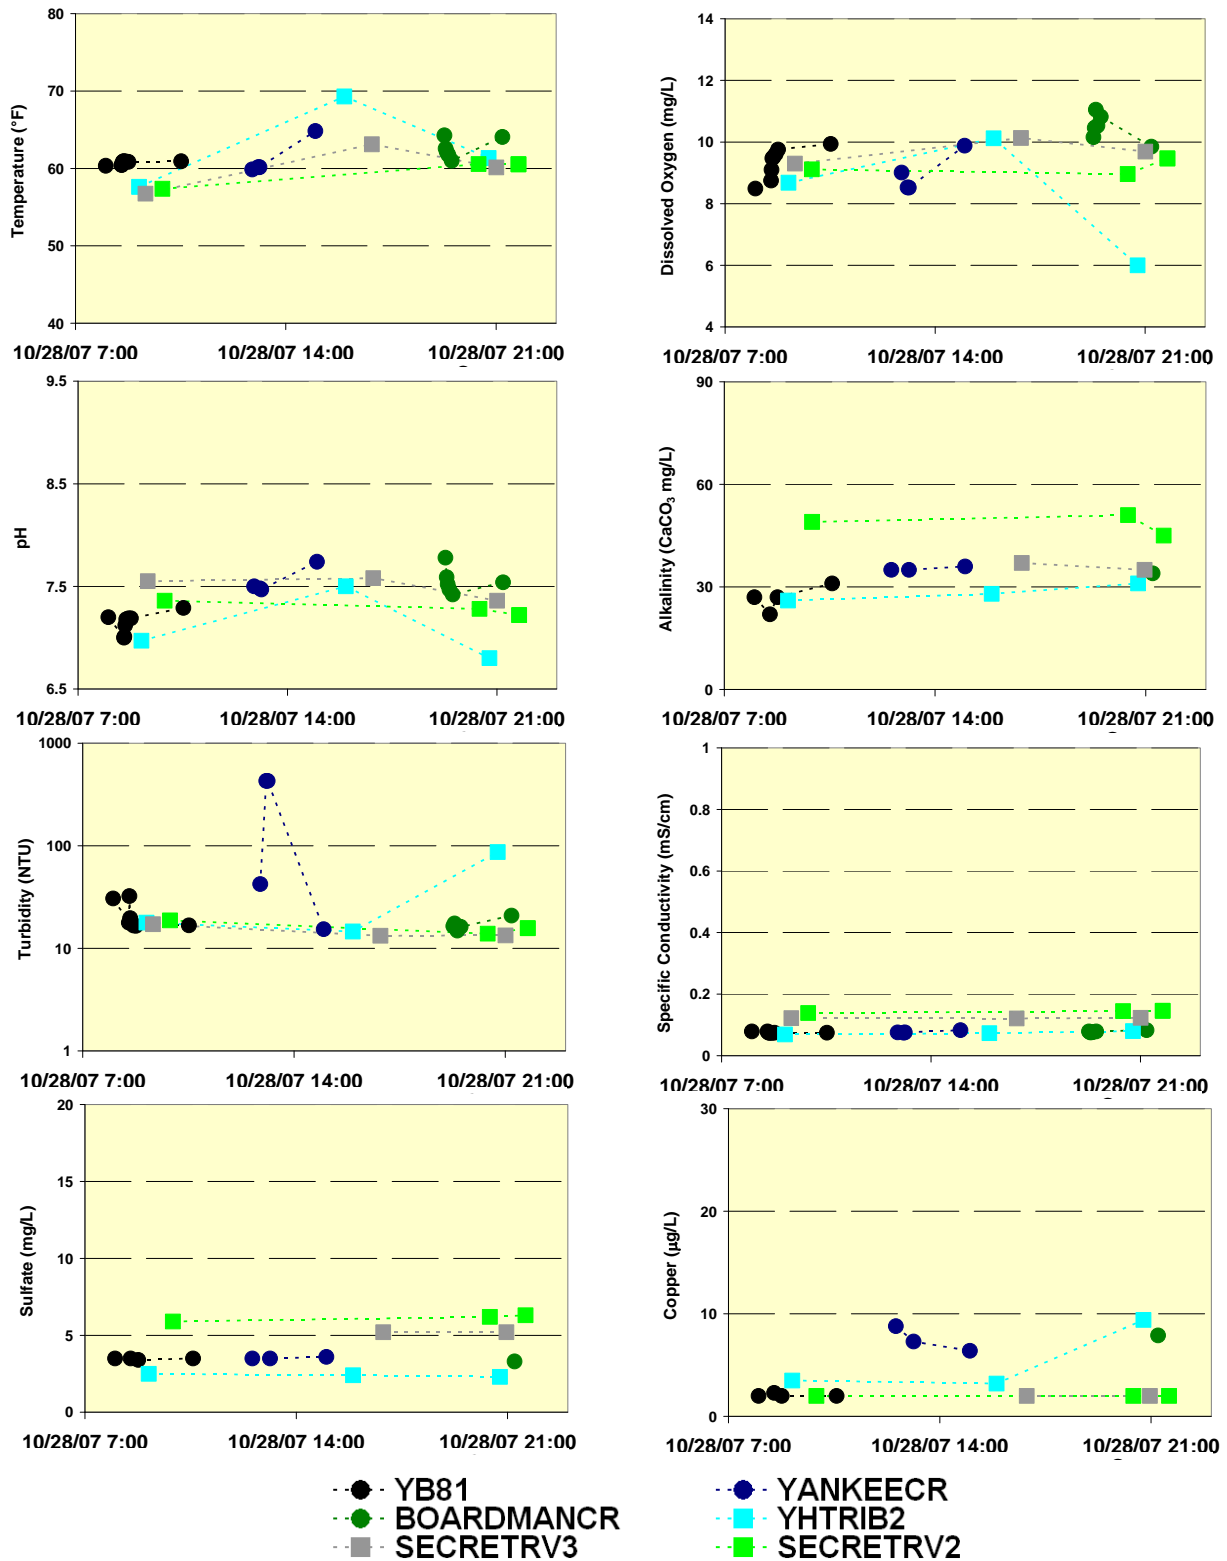 80
70
60
50
40
Temperature (°F)
10/28/07 7:00 10/28/07 14:00 10/28/07 21:00
14
12
10
8
6
4
Dissolved Oxygen (mg/L)
10/28/07 7:00 10/28/07 14:00 10/28/07 21:00
9.5
8.5
7.5
6.5
pH
10/28/07 7:00 10/28/07 14:00 10/28/07 21:00
90
60
30
0
Alkalinity (CaCO3 mg/L)
10/28/07 7:00 10/28/07 14:00 10/28/07 21:00
1000
100
10
1
Turbidity (NTU)
10/28/07 7:00 10/28/07 14:00 10/28/07 21:00
1
0.8
0.6
0.4
0.2
0
Specific Conductivity (mS/cm)
10/28/07 7:00 10/28/07 14:00 10/28/07 21:00
20
15
10
5
0
Sulfate (mg/L)
10/28/07 7:00 10/28/07 14:00 10/28/07 21:00
30
20
10
0
Copper (µg/L)
10/28/07 7:00 10/28/07 14:00 10/28/07 21:00
YB81 YANKEECR
BOARDMANCR YHTRIB2
SECRETRV3 SECRETRV2